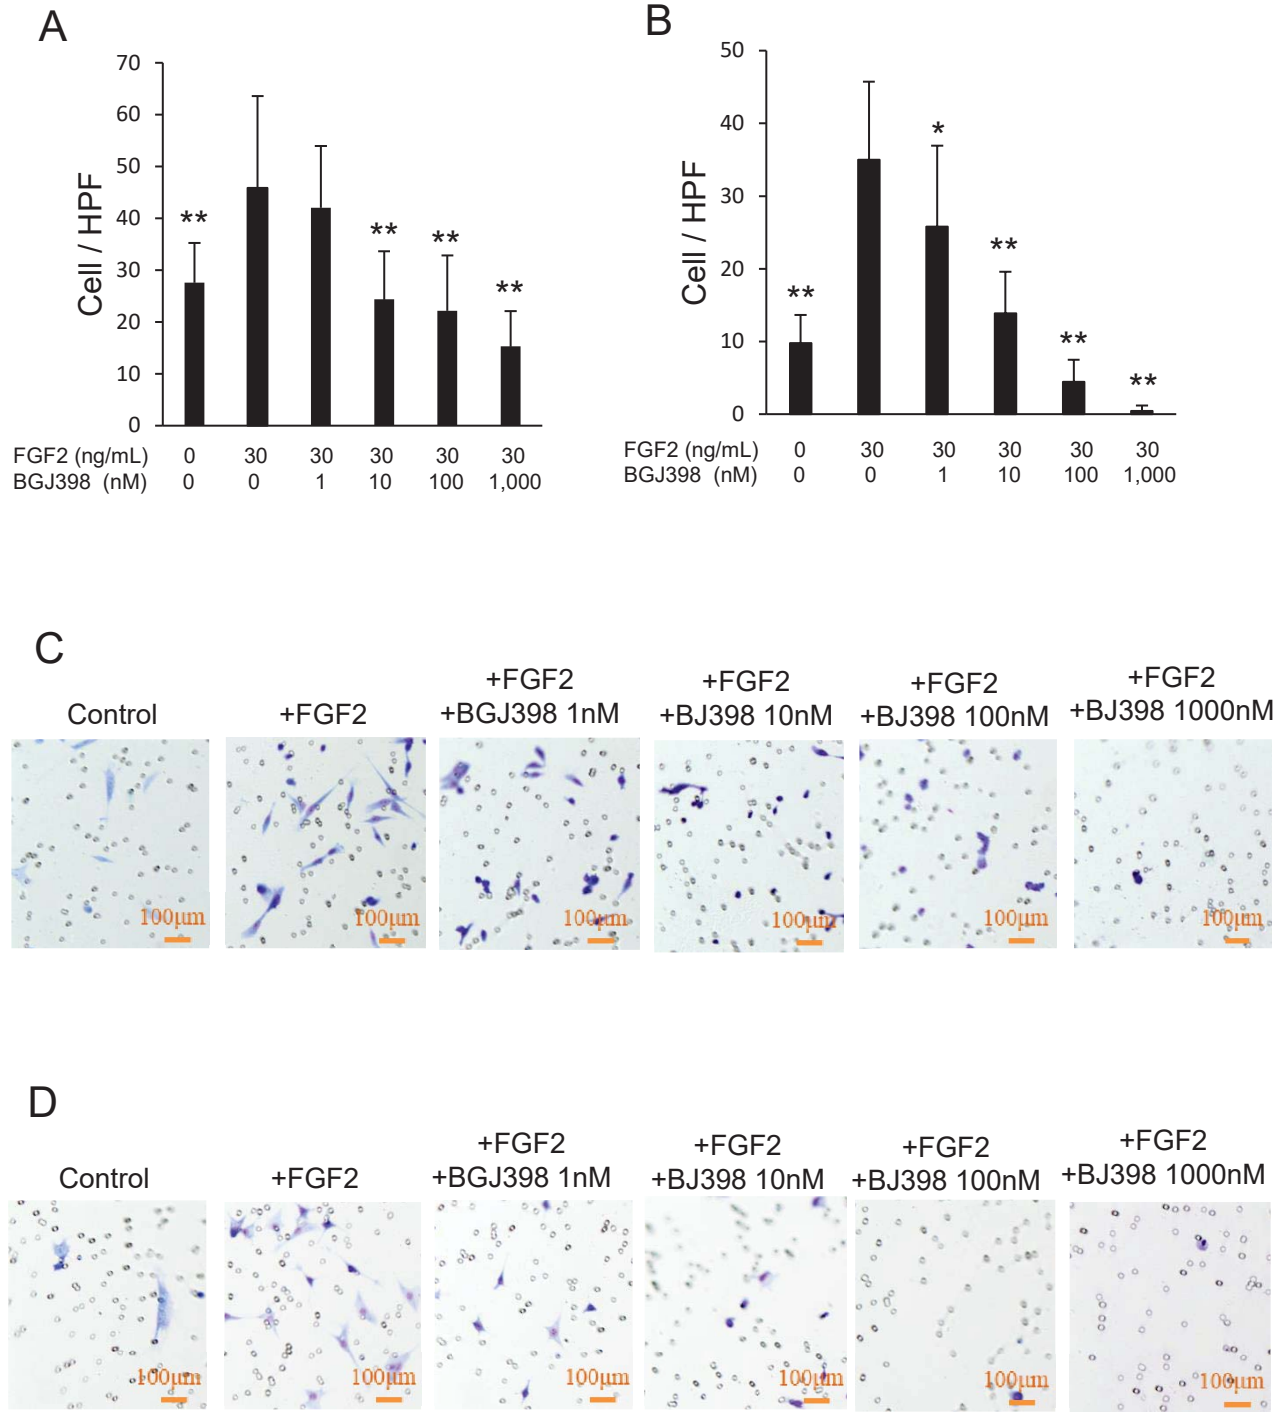 A
B
70
60
50
40
30
20
10
0
Cell / HPF
**
**
**
**
FGF2 (ng/mL) 0 30 30 30 30 30
BGJ398 (nM) 0 0 1 10 100 1,000
50
40
30
20
10
0
Cell / HPF
**
*
**
**
**
FGF2 (ng/mL) 0 30 30 30 30 30
BGJ398 (nM) 0 0 1 10 100 1,000
C
Control
+FGF2
+FGF2
+BGJ398 1nM
+FGF2
+BJ398 10nM
+FGF2
+BJ398 100nM
+FGF2
+BJ398 1000nM
100μm
100μm
100μm
100μm
100μm
100μm
D
Control
+FGF2
+FGF2
+BGJ398 1nM
+FGF2
+BJ398 10nM
+FGF2
+BJ398 100nM
+FGF2
+BJ398 1000nM
100μm
100μm
100μm
100μm
100μm
100μm